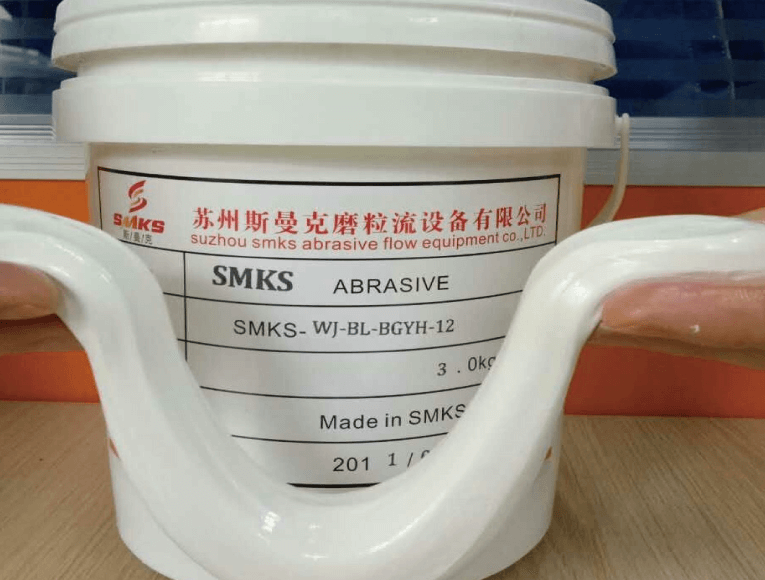 SMKS
斯/曼/克
苏州斯曼克磨粒流设备有限公司
suzhou smks abrasive flow equipment co.,LTD.
SMKS ABRASIVE
SMKS-WJ-BL-BGYH-12
3.0kg
Made in SMKS
201 1/